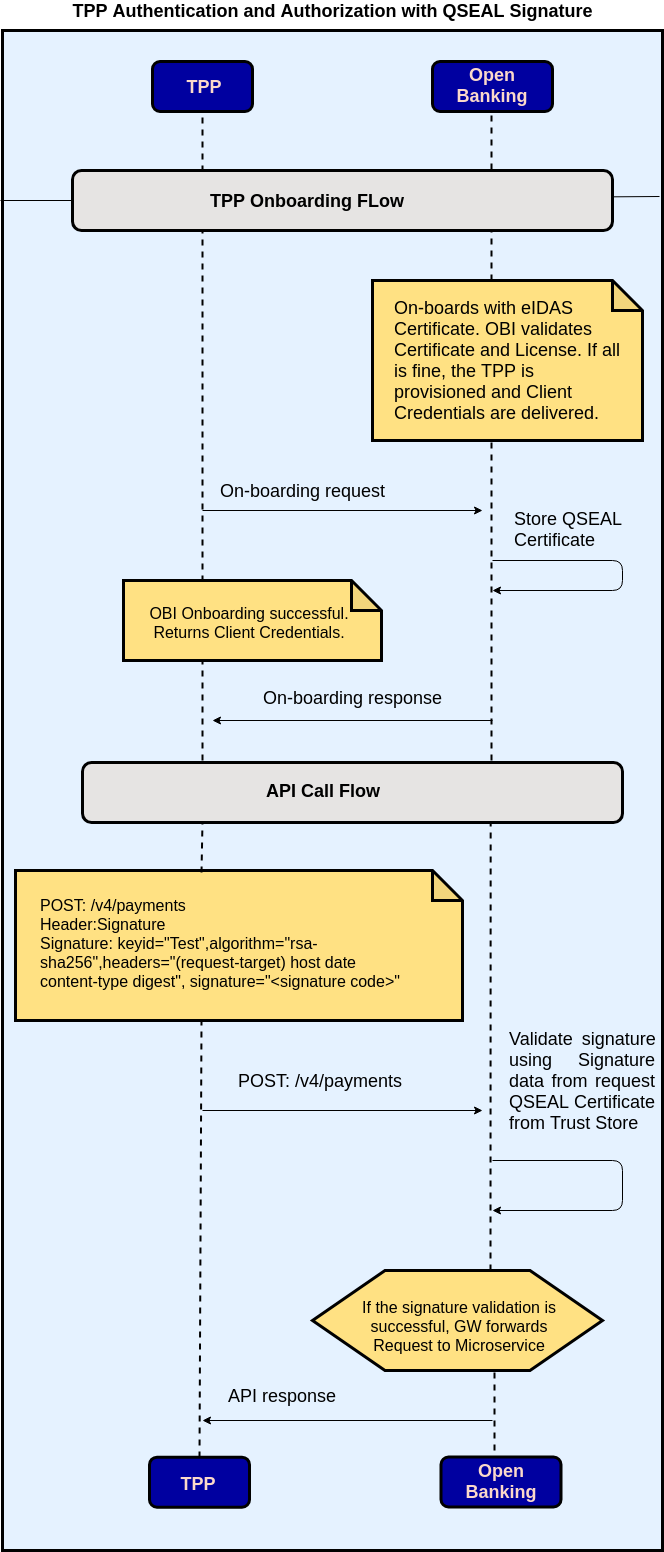 TPP Authentication and Authorization with QSEAL Signature
TPP
Open
Banking
TPP Onboarding FLow
On-boards with eIDAS
Certificate. OBI validates
Certificate and License. If all
is fine, the TPP is
provisioned and Client
Credentials are delivered.
On-boarding request
Store QSEAL
Certificate
OBI Onboarding successful.
Returns Client Credentials.
On-boarding response
API Call Flow
POST: /v4/payments
Header:Signature
Signature: keyid="Test",algorithm="rsa-
sha256",headers="(request-target) host date
content-type digest", signature="<signature code>"
Validate signature
using Signature
data from request
QSEAL Certificate
from Trust Store
POST: /v4/payments
If the signature validation is
successful, GW forwards
Request to Microservice
API response
TPP
Open
Banking